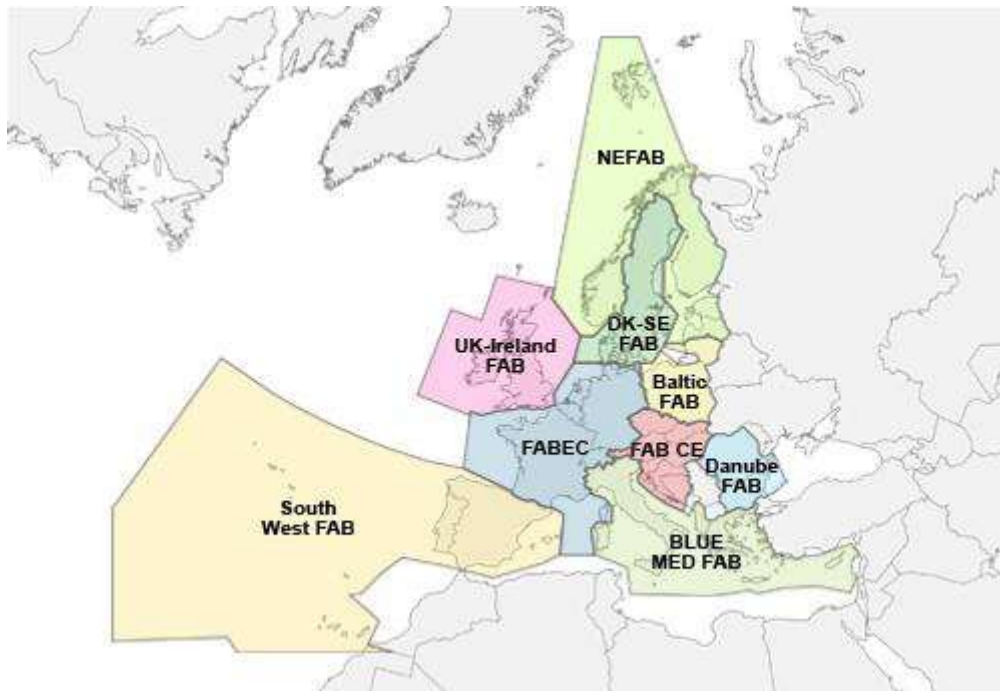 NEFAB
DK-SE
FAB
UK-Ireland
FAB
Baltic
FAB
FABEC
FAB CE
Danube
FAB
South
West FAB
BLUE
MED FAB